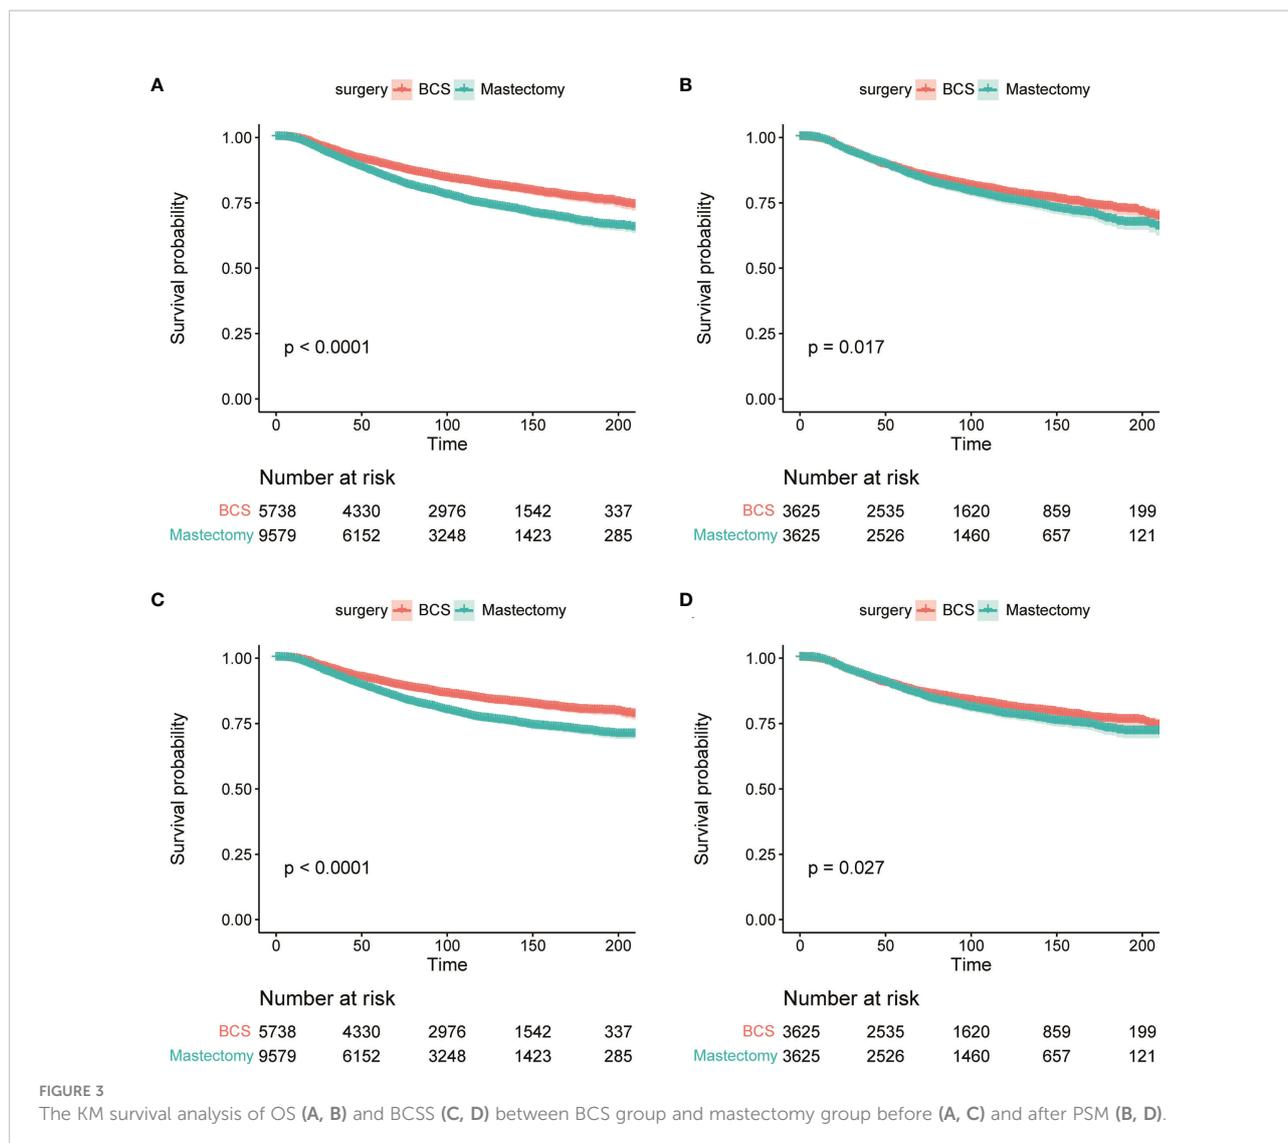 A
surgery BCS Mastectomy
1.00
0.75
0.50
0.25
0.00
Survival probability
p < 0.0001
0 50 100 150 200
Time
Number at risk
BCS 5738 4330 2976 1542 337
Mastectomy 9579 6152 3248 1423 285
B
surgery BCS Mastectomy
1.00
0.75
0.50
0.25
0.00
Survival probability
p = 0.017
0 50 100 150 200
Time
Number at risk
BCS 3625 2535 1620 859 199
Mastectomy 3625 2526 1460 657 121
C
surgery BCS Mastectomy
1.00
0.75
0.50
0.25
0.00
Survival probability
p < 0.0001
0 50 100 150 200
Time
Number at risk
BCS 5738 4330 2976 1542 337
Mastectomy 9579 6152 3248 1423 285
D
surgery BCS Mastectomy
1.00
0.75
0.50
0.25
0.00
Survival probability
p = 0.027
0 50 100 150 200
Time
Number at risk
BCS 3625 2535 1620 859 199
Mastectomy 3625 2526 1460 657 121
FIGURE 3
The KM survival analysis of OS (A, B) and BCSS (C, D) between BCS group and mastectomy group before (A, C) and after PSM (B, D).